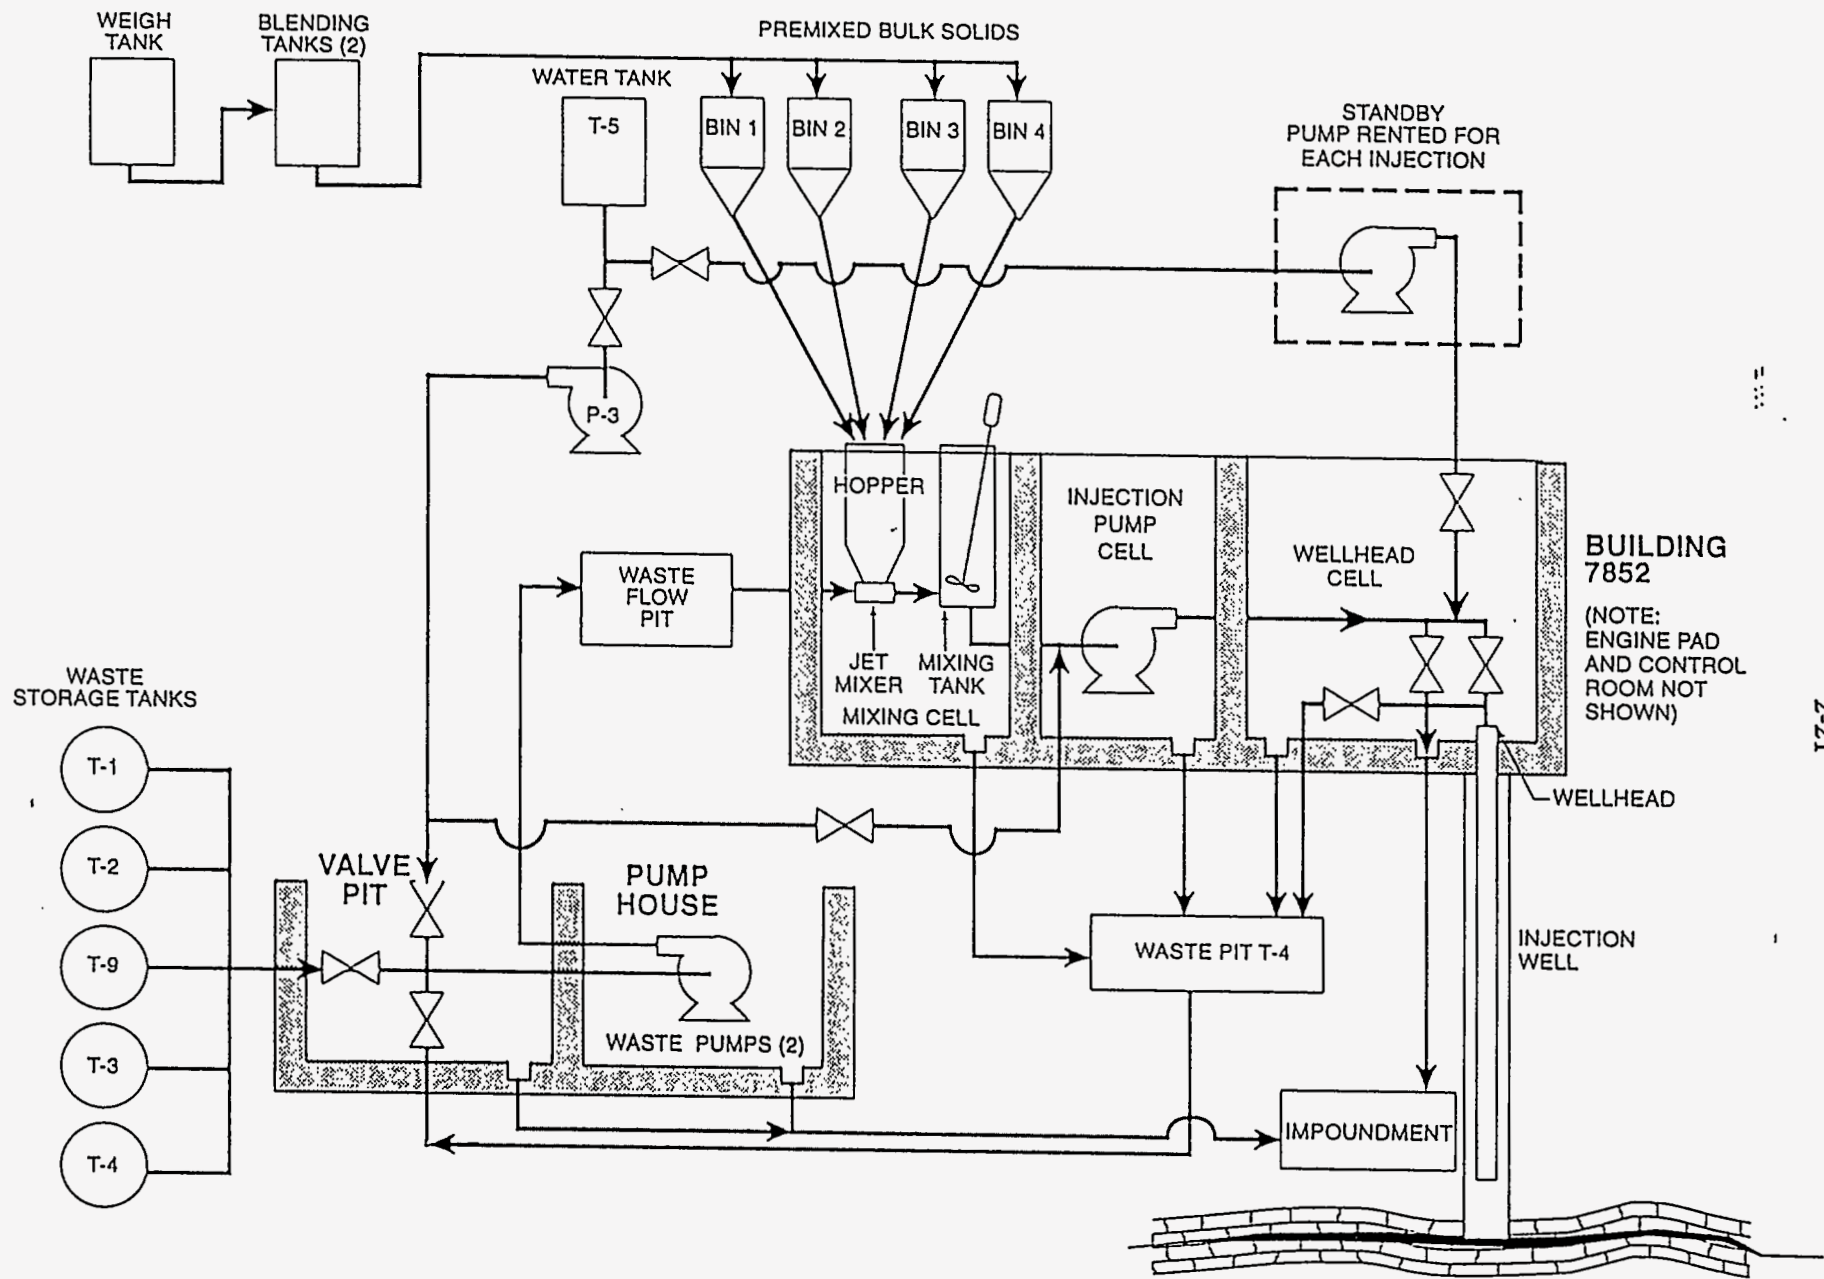 WEIGH
TANK
BLENDING
TANKS (2)
PREMIXED BULK SOLIDS
WATER TANK
T-5
BIN 1
BIN 2
BIN 3
BIN 4
STANDBY
PUMP RENTED FOR
EACH INJECTION
P-3
HOPPER
INJECTION
PUMP
CELL
WELLHEAD
CELL
BUILDING
7852
(NOTE:
ENGINE PAD
AND CONTROL
ROOM NOT
SHOWN)
WASTE
FLOW
PIT
JET
MIXER
MIXING
TANK
MIXING CELL
WASTE
STORAGE TANKS
T-1
T-2
T-9
T-3
T-4
WELLHEAD
VALVE
PIT
PUMP
HOUSE
WASTE PUMPS (2)
WASTE PIT T-4
INJECTION
WELL
IMPOUNDMENT